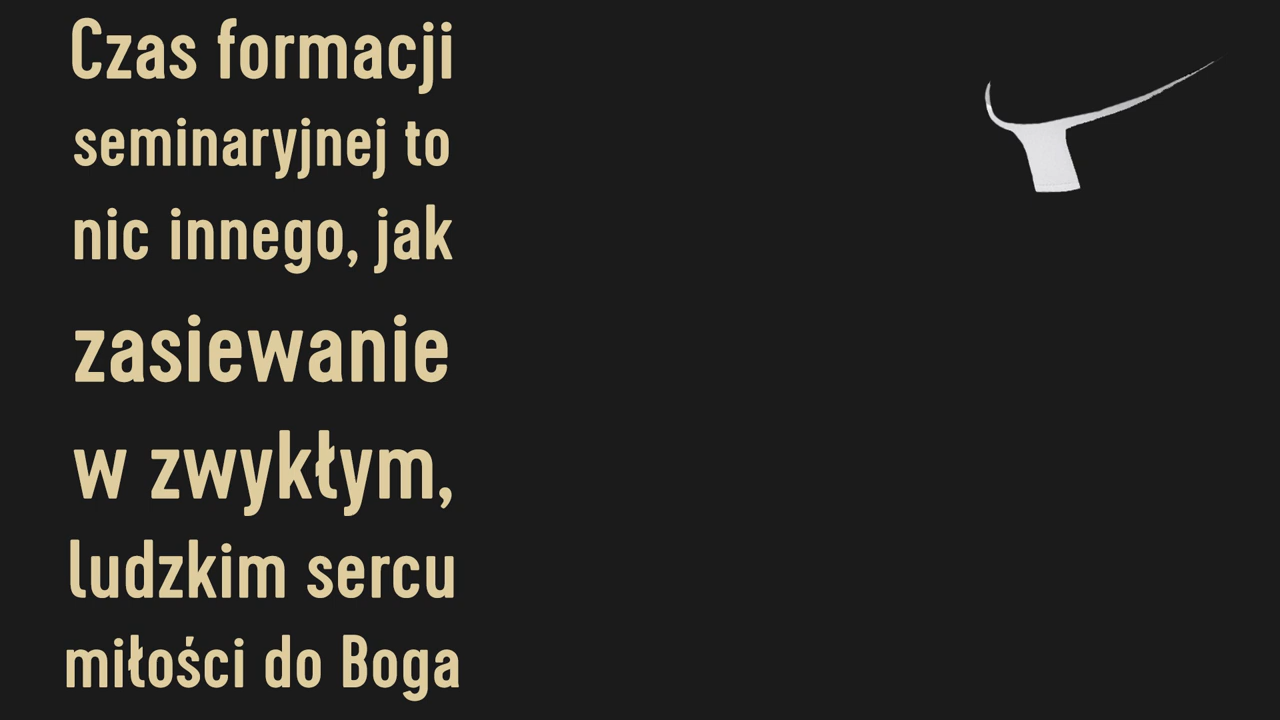 Czas formacji
seminaryjnej to
nic innego, jak
zasiewanie
w zwykłym,
ludzkim sercu
miłości do Boga